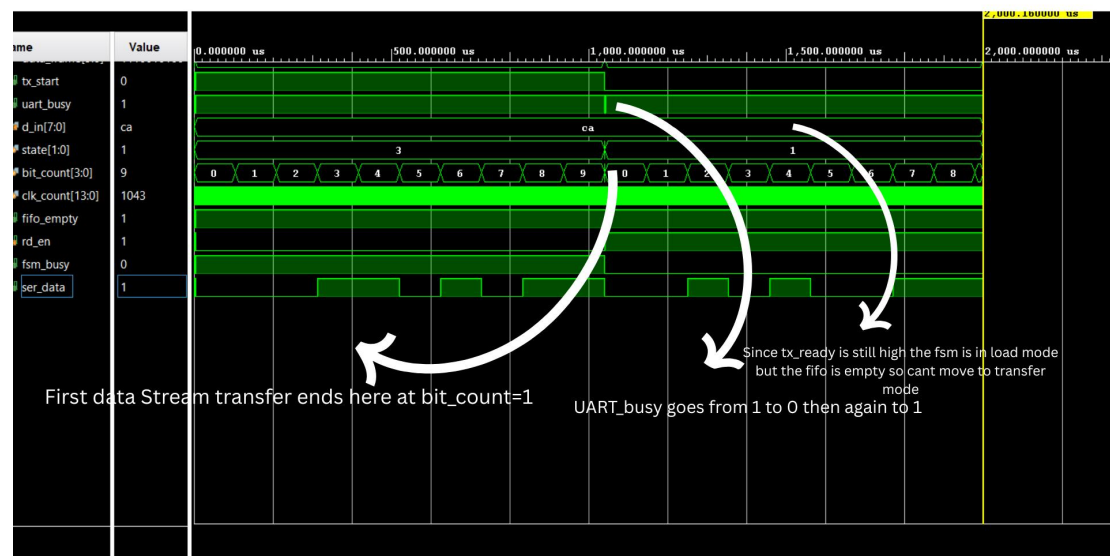 2,000.160000 us
Value
0.000000 us 500.000000 us 1,000.000000 us 1,500.000000 us 2,000.000000 us
tx_start 0
uart_busy 1
d_in[7:0] ca ca
state[1:0] 1 3 1
bit_count[3:0] 9 0 1 2 3 4 5 6 7 8 9 0 1 2 3 4 5 6 7 8
clk_count[13:0] 1043
fifo_empty 1
rd_en 1
fsm_busy 0
ser_data 1
Since tx_ready is still high the fsm is in load mode
but the fifo is empty so cant move to transfer
mode
First data Stream transfer ends here at bit_count=1
UART_busy goes from 1 to 0 then again to 1